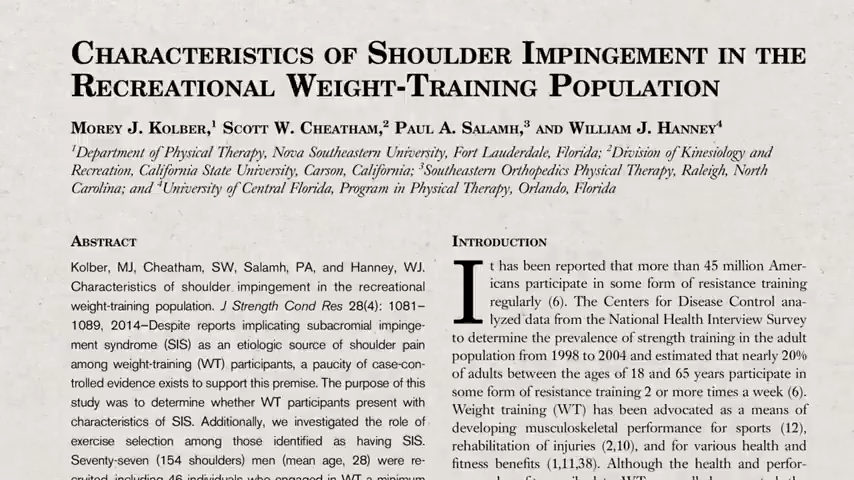 CHARACTERISTICS OF SHOULDER IMPINGEMENT IN THE
RECREATIONAL WEIGHT-TRAINING POPULATION
MOREY J. KOLBER,¹ SCOTT W. CHEATHAM,² PAUL A. SALAMH,³ AND WILLIAM J. HANNEY⁴
¹Department of Physical Therapy, Nova Southeastern University, Fort Lauderdale, Florida; ²Division of Kinesiology and
Recreation, California State University, Carson, California; ³Southeastern Orthopedics Physical Therapy, Raleigh, North
Carolina; and ⁴University of Central Florida, Program in Physical Therapy, Orlando, Florida
ABSTRACT
Kolber, MJ, Cheatham, SW, Salamh, PA, and Hanney, WJ.
Characteristics of shoulder impingement in the recreational
weight-training population. J Strength Cond Res 28(4): 1081–
1089, 2014—Despite reports implicating subacromial impinge-
ment syndrome (SIS) as an etiologic source of shoulder pain
among weight-training (WT) participants, a paucity of case-con-
trolled evidence exists to support this premise. The purpose of this
study was to determine whether WT participants present with
characteristics of SIS. Additionally, we investigated the role of
exercise selection among those identified as having SIS.
Seventy-seven (154 shoulders) men (mean age, 28) were re-
cruited, including 46 individuals who engaged in WT a minimum
INTRODUCTION
It has been reported that more than 45 million Amer-
icans participate in some form of resistance training
regularly (6). The Centers for Disease Control ana-
lyzed data from the National Health Interview Survey
to determine the prevalence of strength training in the adult
population from 1998 to 2004 and estimated that nearly 20%
of adults between the ages of 18 and 65 years participate in
some form of resistance training 2 or more times a week (6).
Weight training (WT) has been advocated as a means of
developing musculoskeletal performance for sports (12),
rehabilitation of injuries (2,10), and for various health and
fitness benefits (1,11,38). Although the health and perfor-